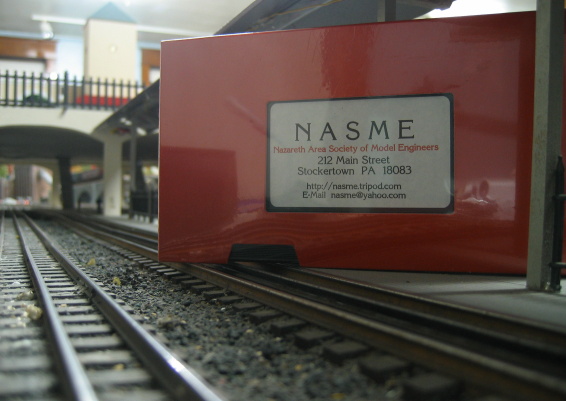 NASME
Nazareth Area Society of Model Engineers
212 Main Street
Stockertown PA 18083
http://nasme.tripod.com
E-Mail nasme@yahoo.com